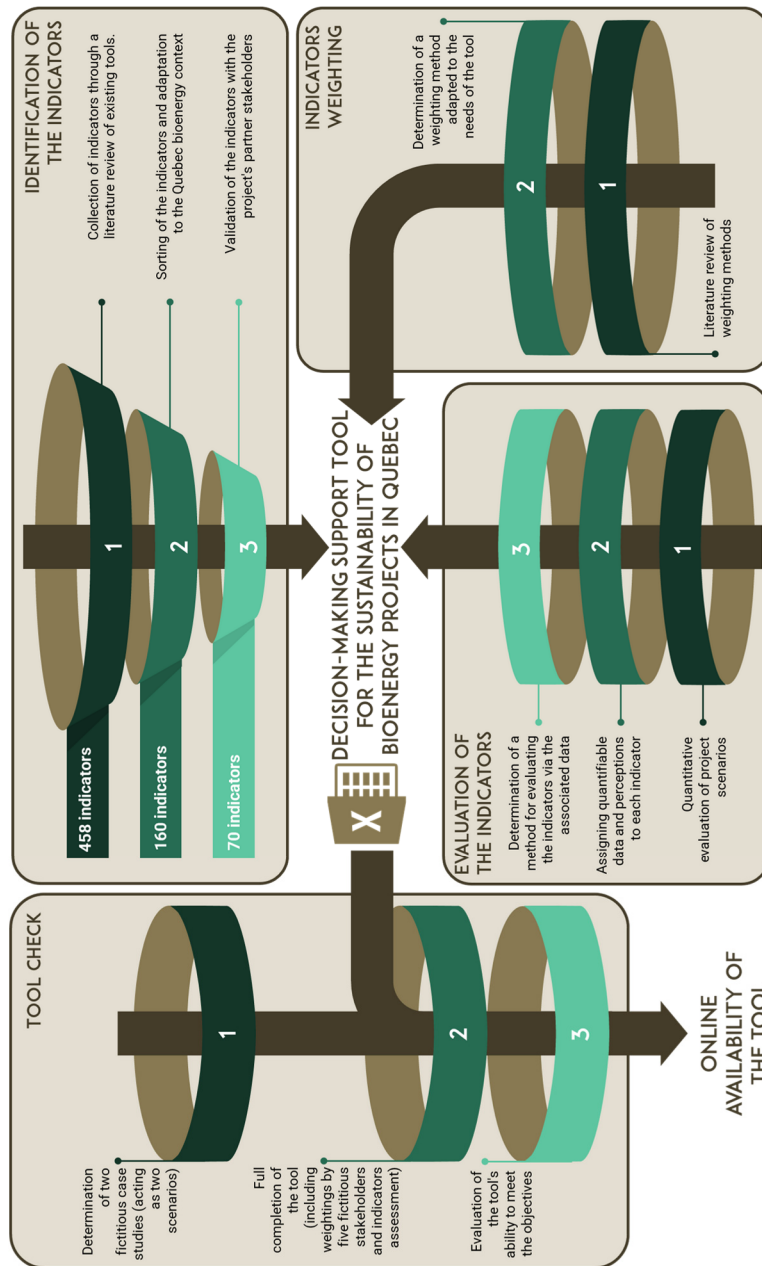 TOOL CHECK
1
Determination of two
fictitious case
studies (acting
as two
scenarios)
2
Full
completion of
the tool
(including
weightings by
five fictitious
stakeholders
and indicators
assessment)
3
Evaluation of
the tool's
ability to meet
the objectives
ONLINE
AVAILABILITY OF
THE TOOL
IDENTIFICATION OF
THE INDICATORS
458 indicators
1
Collection of indicators through a
literature review of existing tools.
160 indicators
2
Sorting of the indicators and adaptation
to the Quebec bioenergy context
70 indicators
3
Validation of the indicators with the
project's partner stakeholders
X
DECISION-MAKING SUPPORT TOOL
FOR THE SUSTAINABILITY OF
BIOENERGY PROJECTS IN QUEBEC
EVALUATION OF
THE INDICATORS
3
Determination of a
method for evaluating
the indicators via the
associated data
2
Assigning quantifiable
data and perceptions
to each indicator
1
Quantitative
evaluation of project
scenarios
INDICATORS
WEIGHTING
Determination of a
weighting method
adapted to the
needs of the tool
2
1
Literature review of
weighting methods